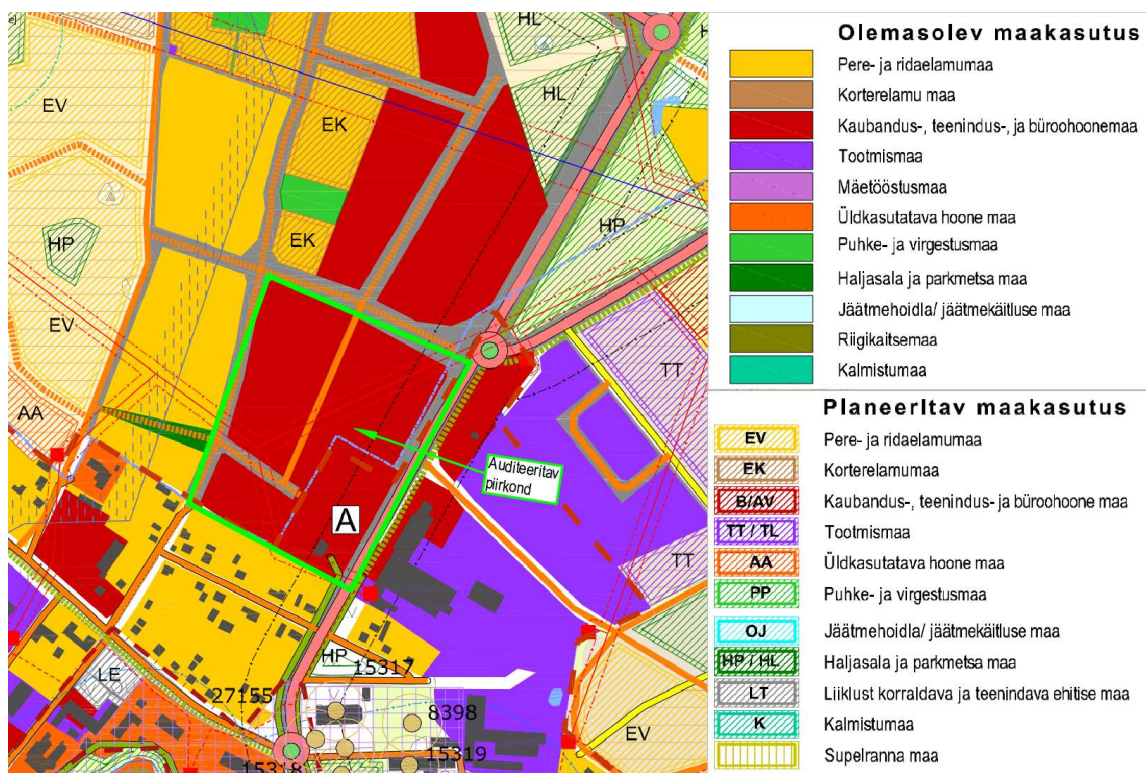 HL
EV
EK
HL
HP
HP
EK
EV
TT
AA
Auditeeritav
piirkond
A
TT
HP
15317
LE
27155
8398
EV
15319
15318
Olemasolev maakasutus
Pere- ja ridaelamumaa
Korterelamu maa
Kaubandus-, teenindus-, ja büroohoonemaa
Tootmismaa
Mäetööstusmaa
Üldkasutatava hoone maa
Puhke- ja virgestusmaa
Haljasala ja parkmetsa maa
Jäätmehoidla/ jäätmekäitluse maa
Riigikaitsemaa
Kalmistumaa
Planeeritav maakasutus
EV Pere- ja ridaelamumaa
EK Korterelamumaa
B/AV Kaubandus-, teenindus- ja büroohoone maa
TT / TL Tootmismaa
AA Üldkasutatava hoone maa
PP Puhke- ja virgestusmaa
OJ Jäätmehoidla/ jäätmekäitluse maa
HP / HL Haljasala ja parkmetsa maa
LT Liiklust korraldava ja teenindava ehitise maa
K Kalmistumaa
Supelranna maa